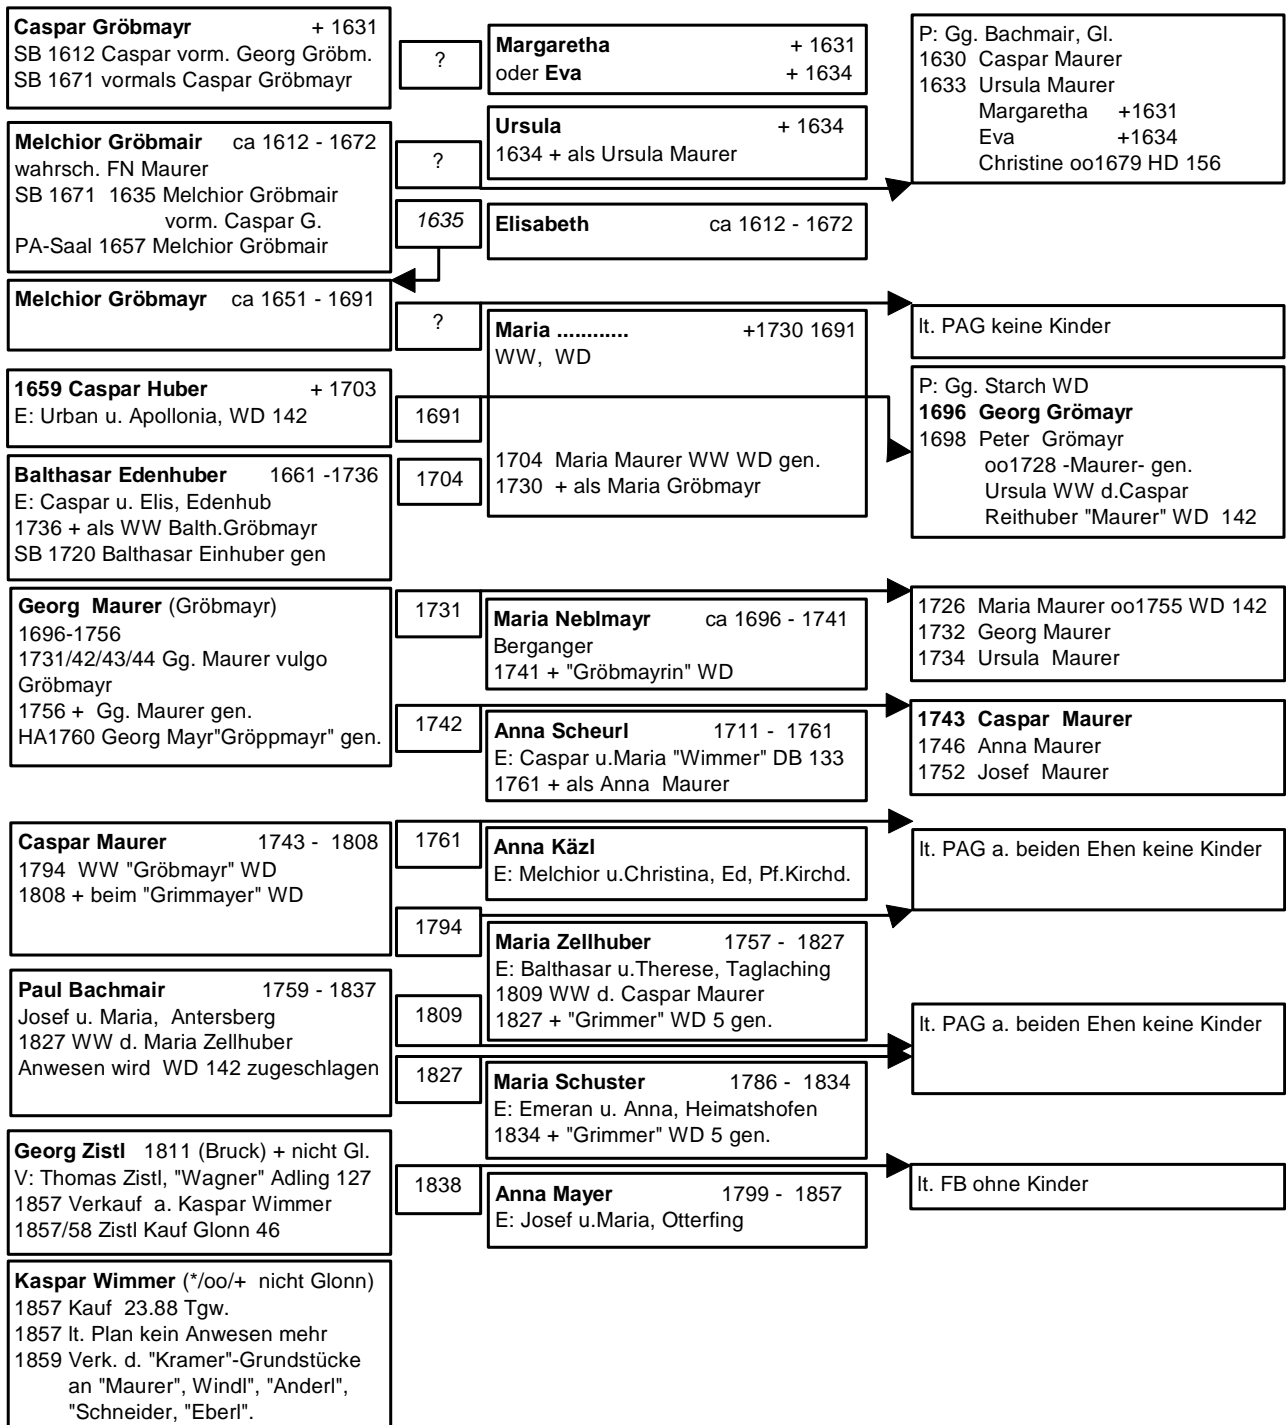 Caspar Gröbmayr + 1631
SB 1612 Caspar vorm. Georg Gröbm.
SB 1671 vormals Caspar Gröbmayr
?
Margaretha + 1631
oder Eva + 1634
P: Gg. Bachmair, Gl.
1630 Caspar Maurer
1633 Ursula Maurer
Margaretha +1631
Eva +1634
Christine oo1679 HD 156
Melchior Gröbmair ca 1612 - 1672
wahrsch. FN Maurer
SB 1671 1635 Melchior Gröbmair
vorm. Caspar G.
PA-Saal 1657 Melchior Gröbmair
?
Ursula + 1634
1634 + als Ursula Maurer
1635
Elisabeth ca 1612 - 1672
Melchior Gröbmayr ca 1651 - 1691
?
Maria ............ +1730 1691
WW, WD
1704 Maria Maurer WW WD gen.
1730 + als Maria Gröbmayr
lt. PAG keine Kinder
1659 Caspar Huber + 1703
E: Urban u. Apollonia, WD 142
1691
P: Gg. Starch WD
1696 Georg Grömayr
1698 Peter Grömayr
oo1728 -Maurer- gen.
Ursula WW d.Caspar
Reithuber "Maurer" WD 142
Balthasar Edenhuber 1661 -1736
E: Caspar u. Elis, Edenhub
1736 + als WW Balth.Gröbmayr
SB 1720 Balthasar Einhuber gen
1704
Georg Maurer (Gröbmayr)
1696-1756
1731/42/43/44 Gg. Maurer vulgo
Gröbmayr
1756 + Gg. Maurer gen.
HA1760 Georg Mayr"Gröppmayr" gen.
1731
Maria Neblmayr ca 1696 - 1741
Berganger
1741 + "Gröbmayrin" WD
1726 Maria Maurer oo1755 WD 142
1732 Georg Maurer
1734 Ursula Maurer
1742
Anna Scheurl 1711 - 1761
E: Caspar u.Maria "Wimmer" DB 133
1761 + als Anna Maurer
1743 Caspar Maurer
1746 Anna Maurer
1752 Josef Maurer
Caspar Maurer 1743 - 1808
1794 WW "Gröbmayr" WD
1808 + beim "Grimmayer" WD
1761
Anna Käzl
E: Melchior u.Christina, Ed, Pf.Kirchd.
lt. PAG a. beiden Ehen keine Kinder
1794
Maria Zellhuber 1757 - 1827
E: Balthasar u.Therese, Taglaching
1809 WW d. Caspar Maurer
1827 + "Grimmer" WD 5 gen.
Paul Bachmair 1759 - 1837
Josef u. Maria, Antersberg
1827 WW d. Maria Zellhuber
Anwesen wird WD 142 zugeschlagen
1809
lt. PAG a. beiden Ehen keine Kinder
1827
Maria Schuster 1786 - 1834
E: Emeran u. Anna, Heimatshofen
1834 + "Grimmer" WD 5 gen.
Georg Zistl 1811 (Bruck) + nicht Gl.
V: Thomas Zistl, "Wagner" Adling 127
1857 Verkauf a. Kaspar Wimmer
1857/58 Zistl Kauf Glonn 46
1838
Anna Mayer 1799 - 1857
E: Josef u.Maria, Otterfing
lt. FB ohne Kinder
Kaspar Wimmer (*/oo/+ nicht Glonn)
1857 Kauf 23.88 Tgw.
1857 lt. Plan kein Anwesen mehr
1859 Verk. d. "Kramer"-Grundstücke
an "Maurer", Windl", "Anderl",
"Schneider, "Eberl".